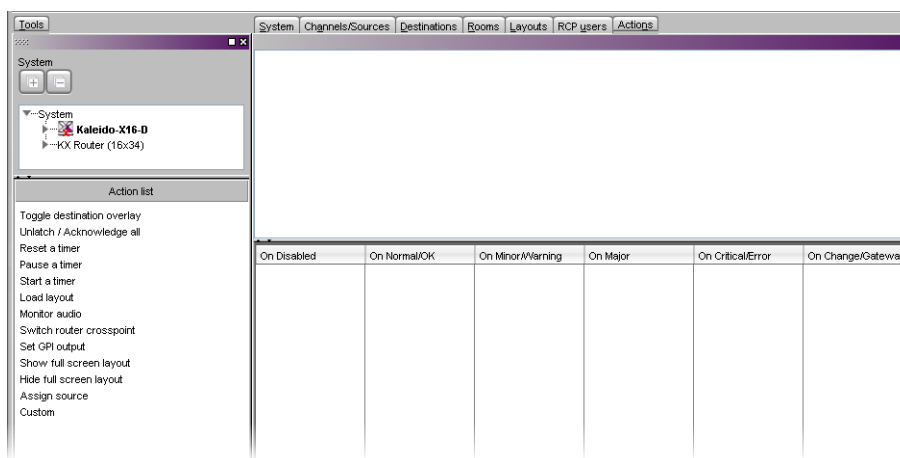 Tools
System Channels/Sources Destinations Rooms Layouts RCP users Actions
System
System
Kaleido-X16-D
KX Router (16x34)
Action list
Toggle destination overlay
Unlatch / Acknowledge all
Reset a timer
Pause a timer
Start a timer
Load layout
Monitor audio
Switch router crosspoint
Set GPI output
Show full screen layout
Hide full screen layout
Assign source
Custom
On Disabled On Normal/OK On Minor/Warning On Major On Critical/Error On Change/Gatewa